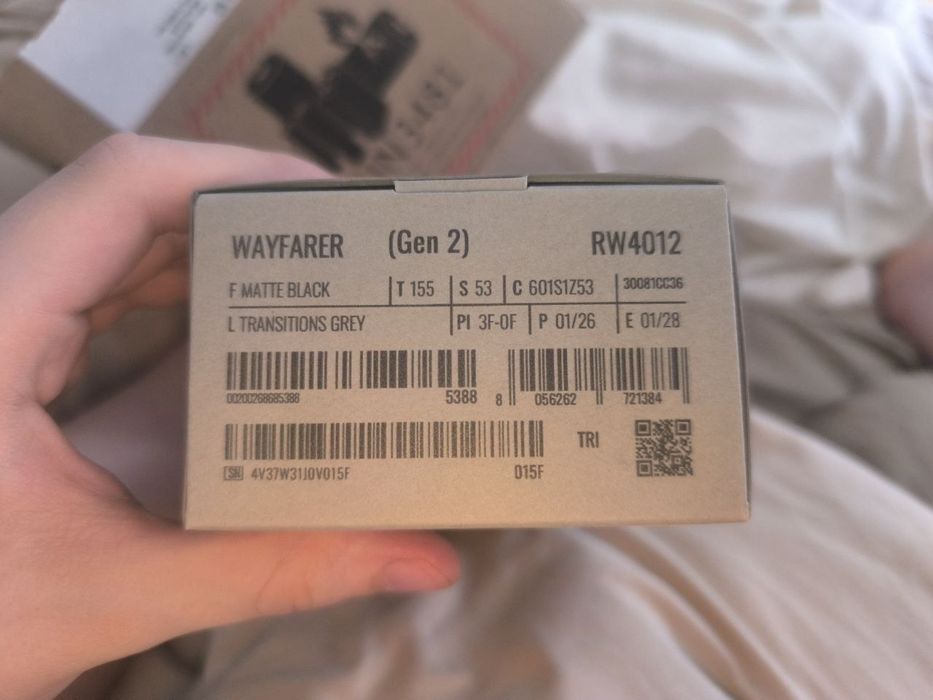 WAYFARER (Gen 2) RW4012
F MATTE BLACK T 155 S 53 C 601S1Z53 30081CC36
L TRANSITIONS GREY PI 3F-0F P 01/26 E 01/28
00200268685388 5388 8 056262 721384
TRI
SN 4V37W31J0V015F 015F